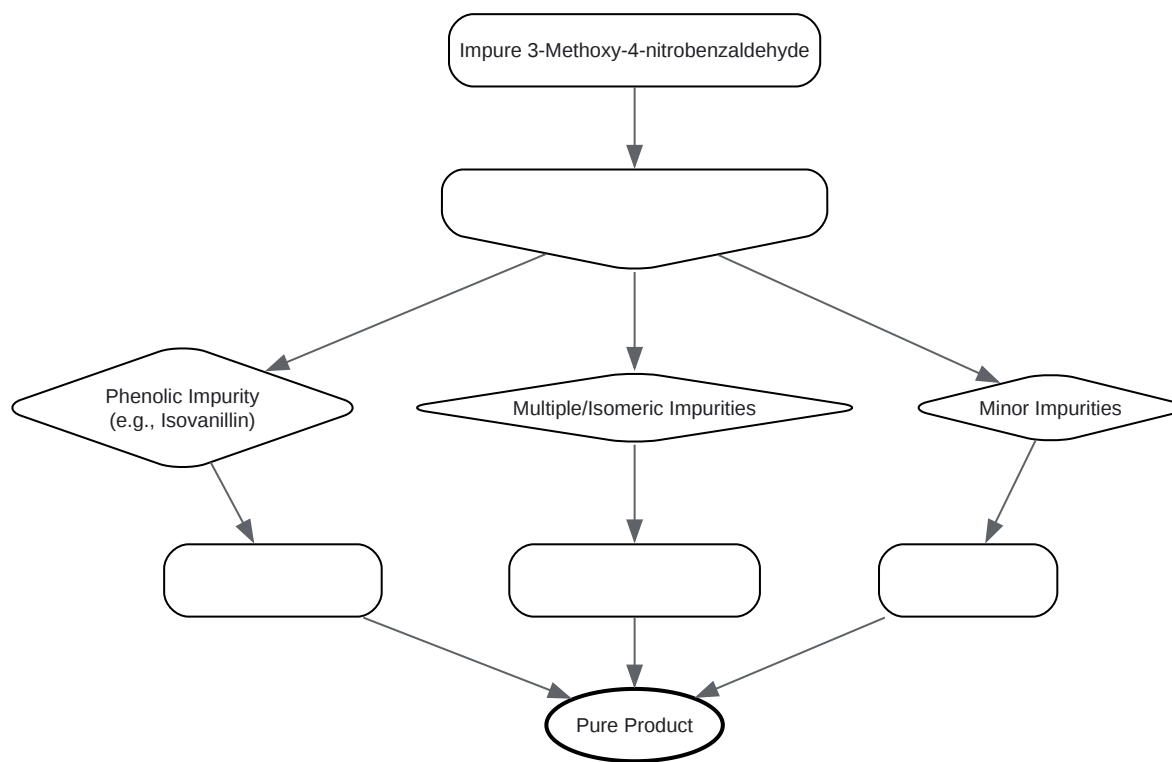 Impure 3-Methoxy-4-nitrobenzaldehyde
Phenolic Impurity
(e.g., Isovanillin)
Multiple/Isomeric Impurities
Minor Impurities
Pure Product